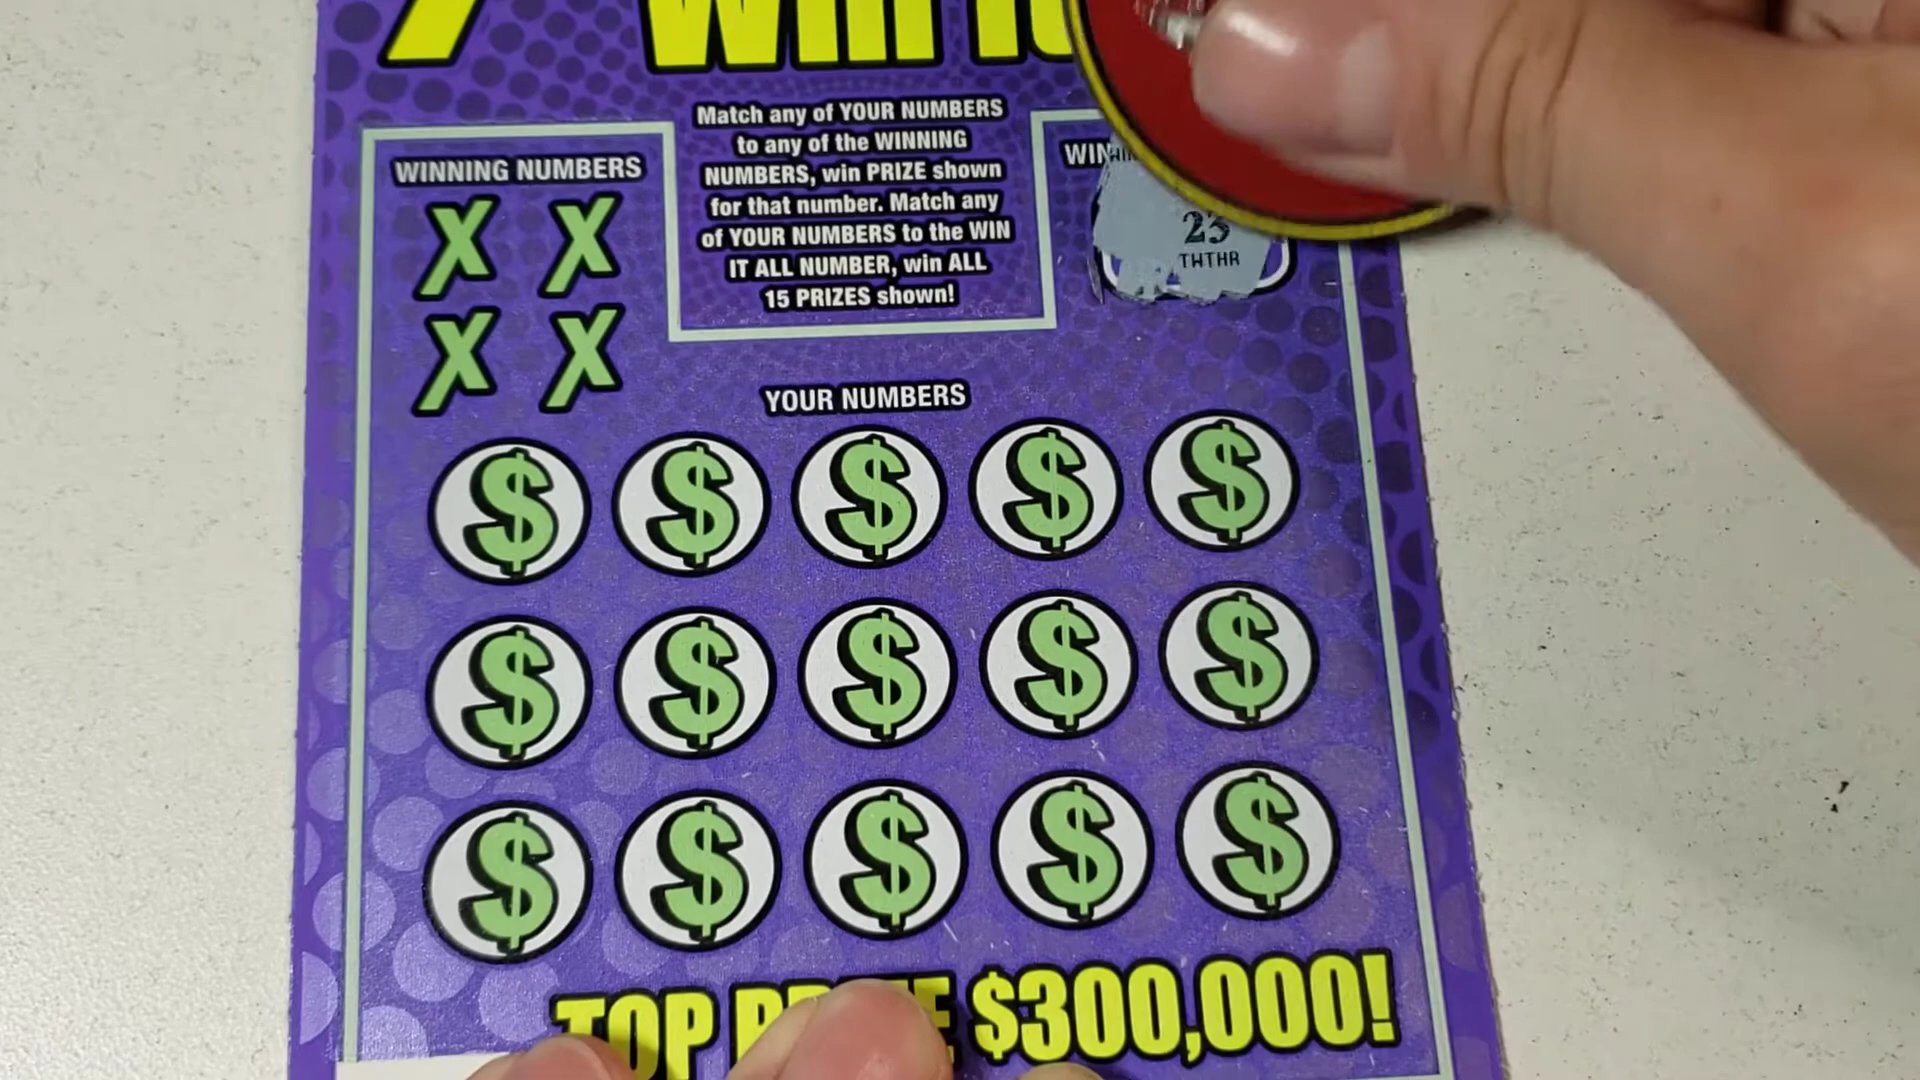 Match any of YOUR NUMBERS
to any of the WINNING
NUMBERS, win PRIZE shown
for that number. Match any
of YOUR NUMBERS to the WIN
IT ALL NUMBER, win ALL
15 PRIZES shown!
WINNING NUMBERS
X X
X X
23
TWTHR
YOUR NUMBERS
$ $ $ $ $
$ $ $ $ $
$ $ $ $ $
TOP $300,000!